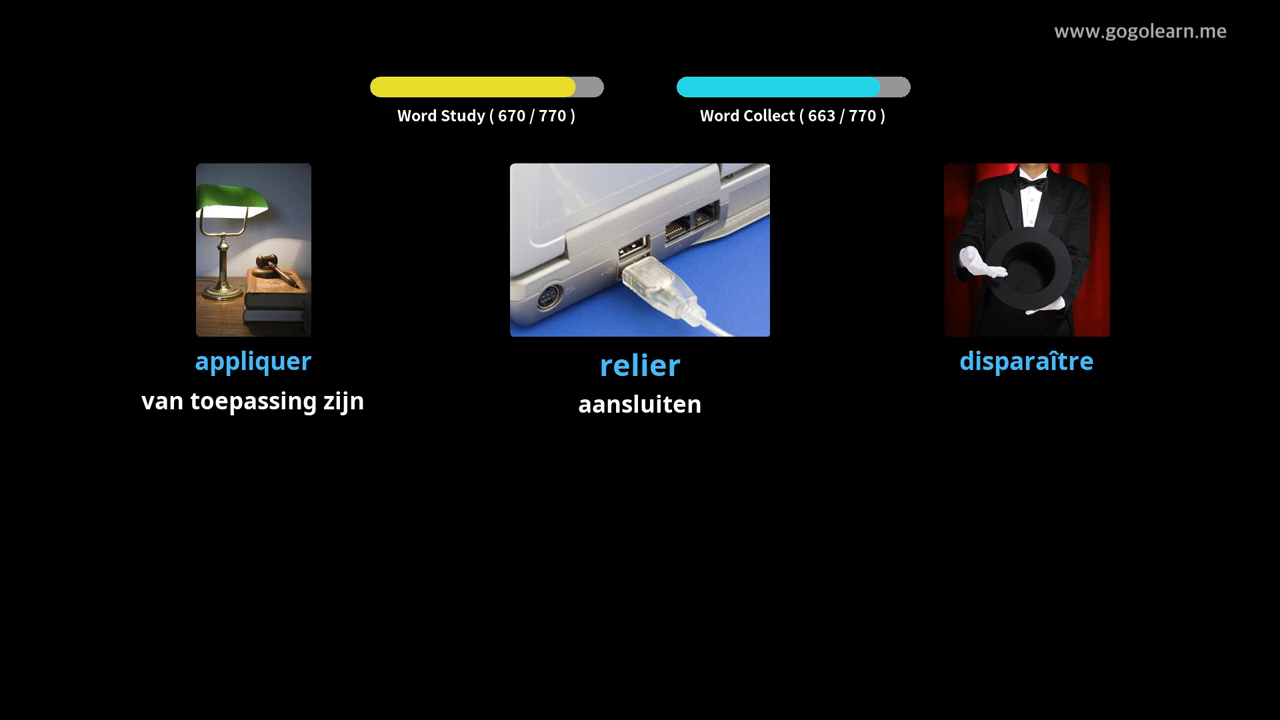 www.gogolearn.me
Word Study ( 670 / 770 )
Word Collect ( 663 / 770 )
appliquer
van toepassing zijn
relier
aansluiten
disparaître